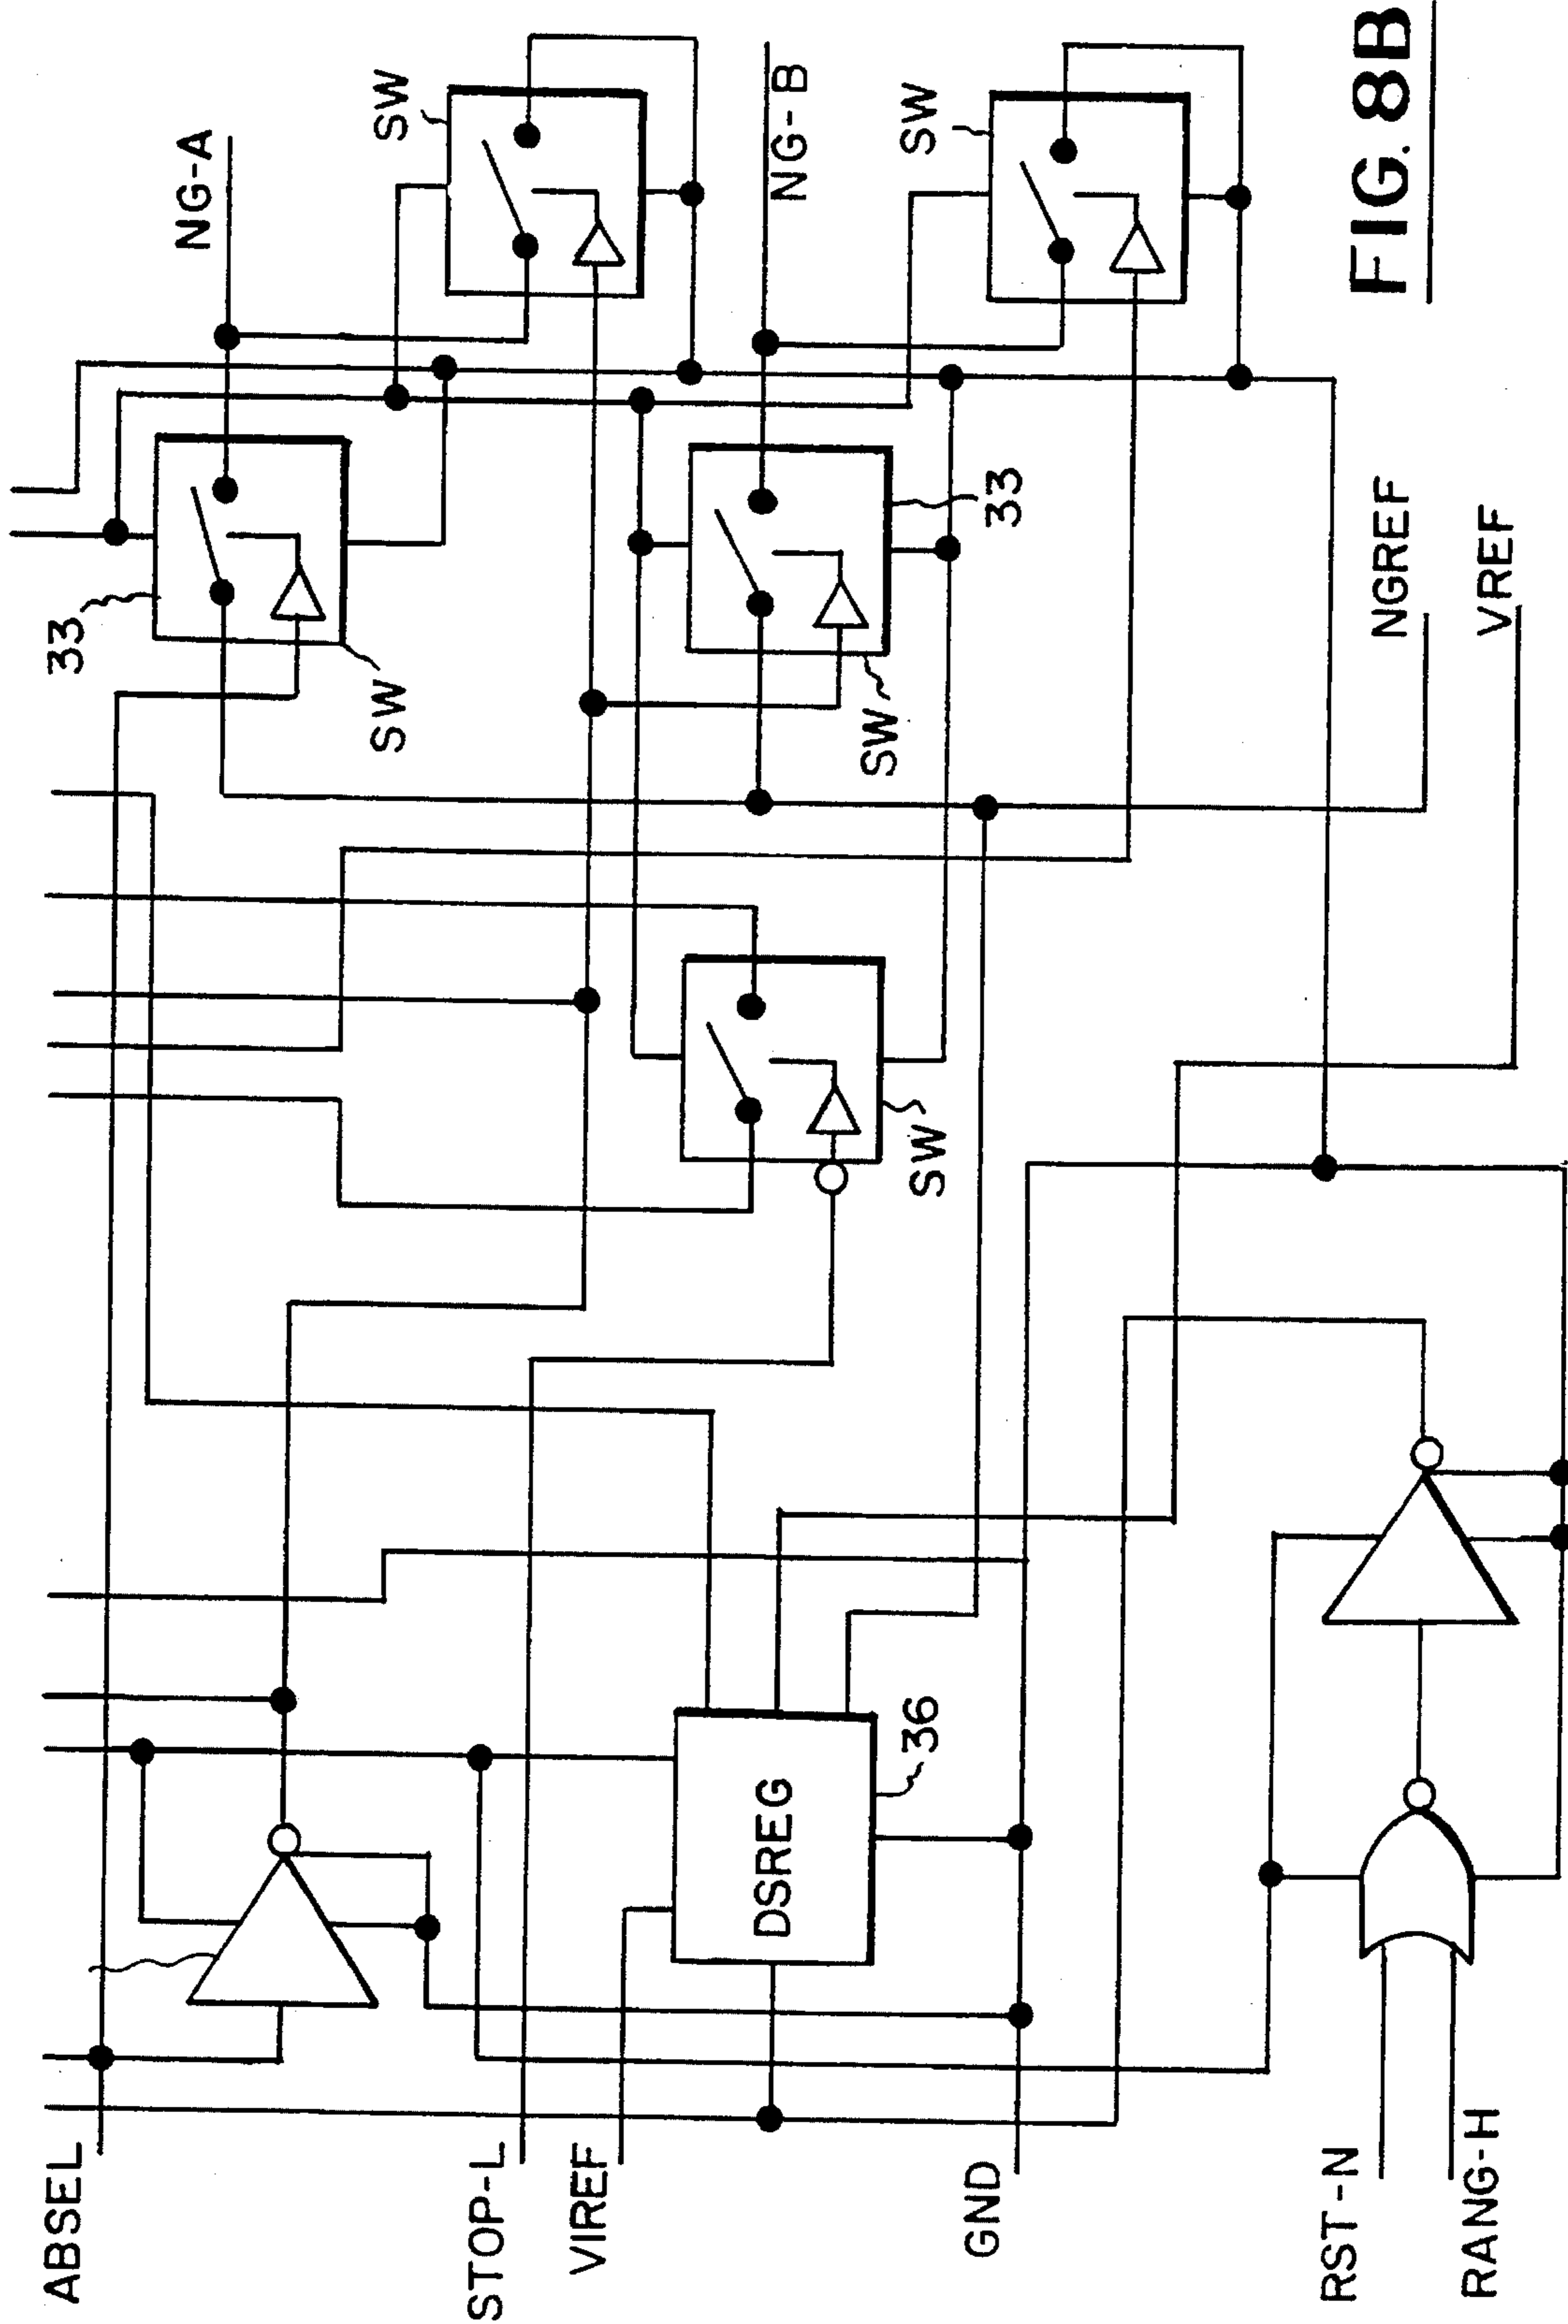 ABSEL
STOP-L
VIREF
GND
RST-N
RANG-H
DSREG
36
33
SW
NG-A
SW
SW
33
NG-B
SW
SW
NGREF
VREF
FIG. 8B